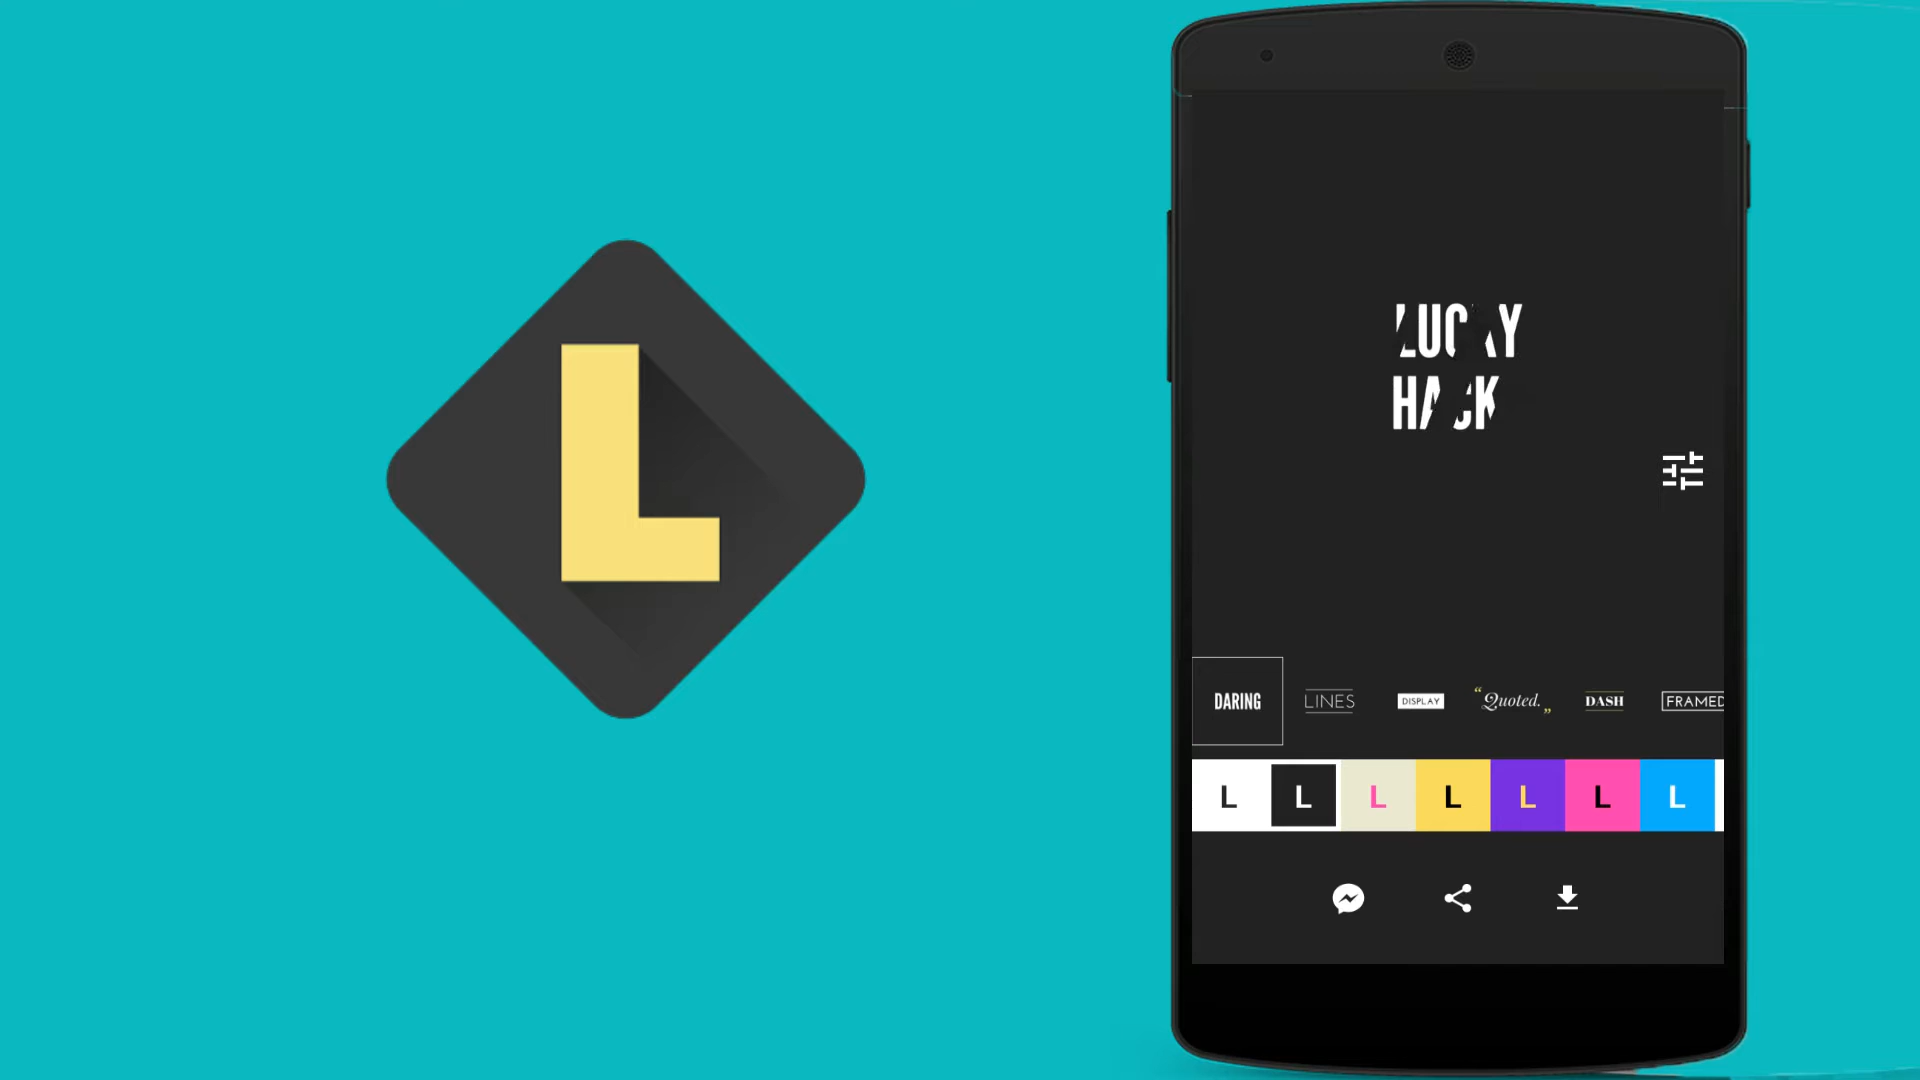 L
LUCKY
HACK
DARING
LINES
DISPLAY
“Quoted.„
DASH
FRAMED
L L L L L L L